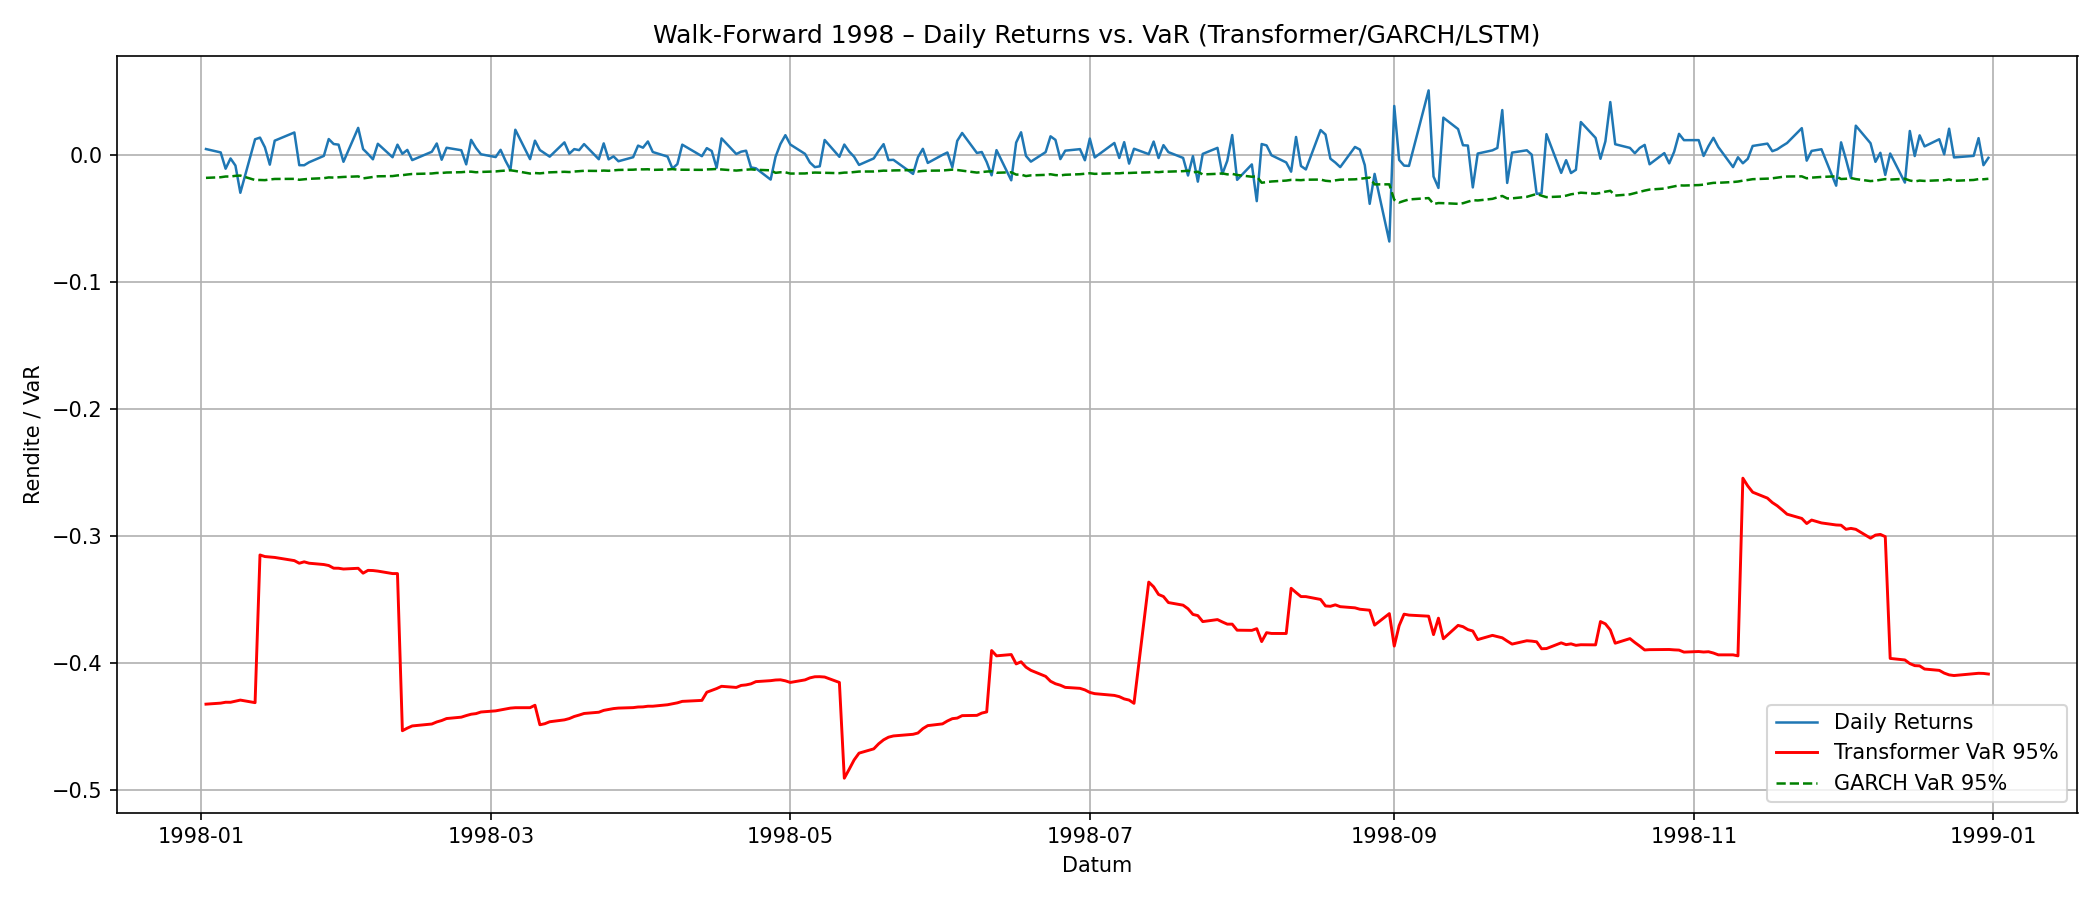 Walk-Forward 1998 – Daily Returns vs. VaR (Transformer/GARCH/LSTM)
Rendite / VaR
0.0
−0.1
−0.2
−0.3
−0.4
−0.5
Daily Returns
Transformer VaR 95%
GARCH VaR 95%
1998-01 1998-03 1998-05 1998-07 1998-09 1998-11 1999-01
Datum